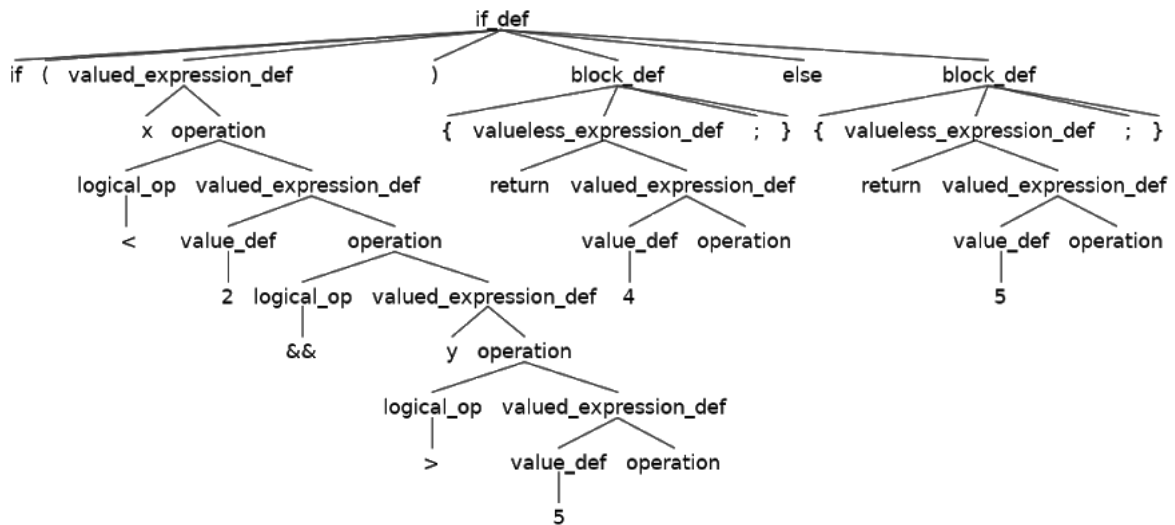 if_def
if ( valued_expression_def ) block_def else block_def
x operation { valueless_expression_def ; } { valueless_expression_def ; }
logical_op valued_expression_def return valued_expression_def return valued_expression_def
< value_def operation value_def operation value_def operation
2 logical_op valued_expression_def 4 5
&& y operation
logical_op valued_expression_def
> value_def operation
5